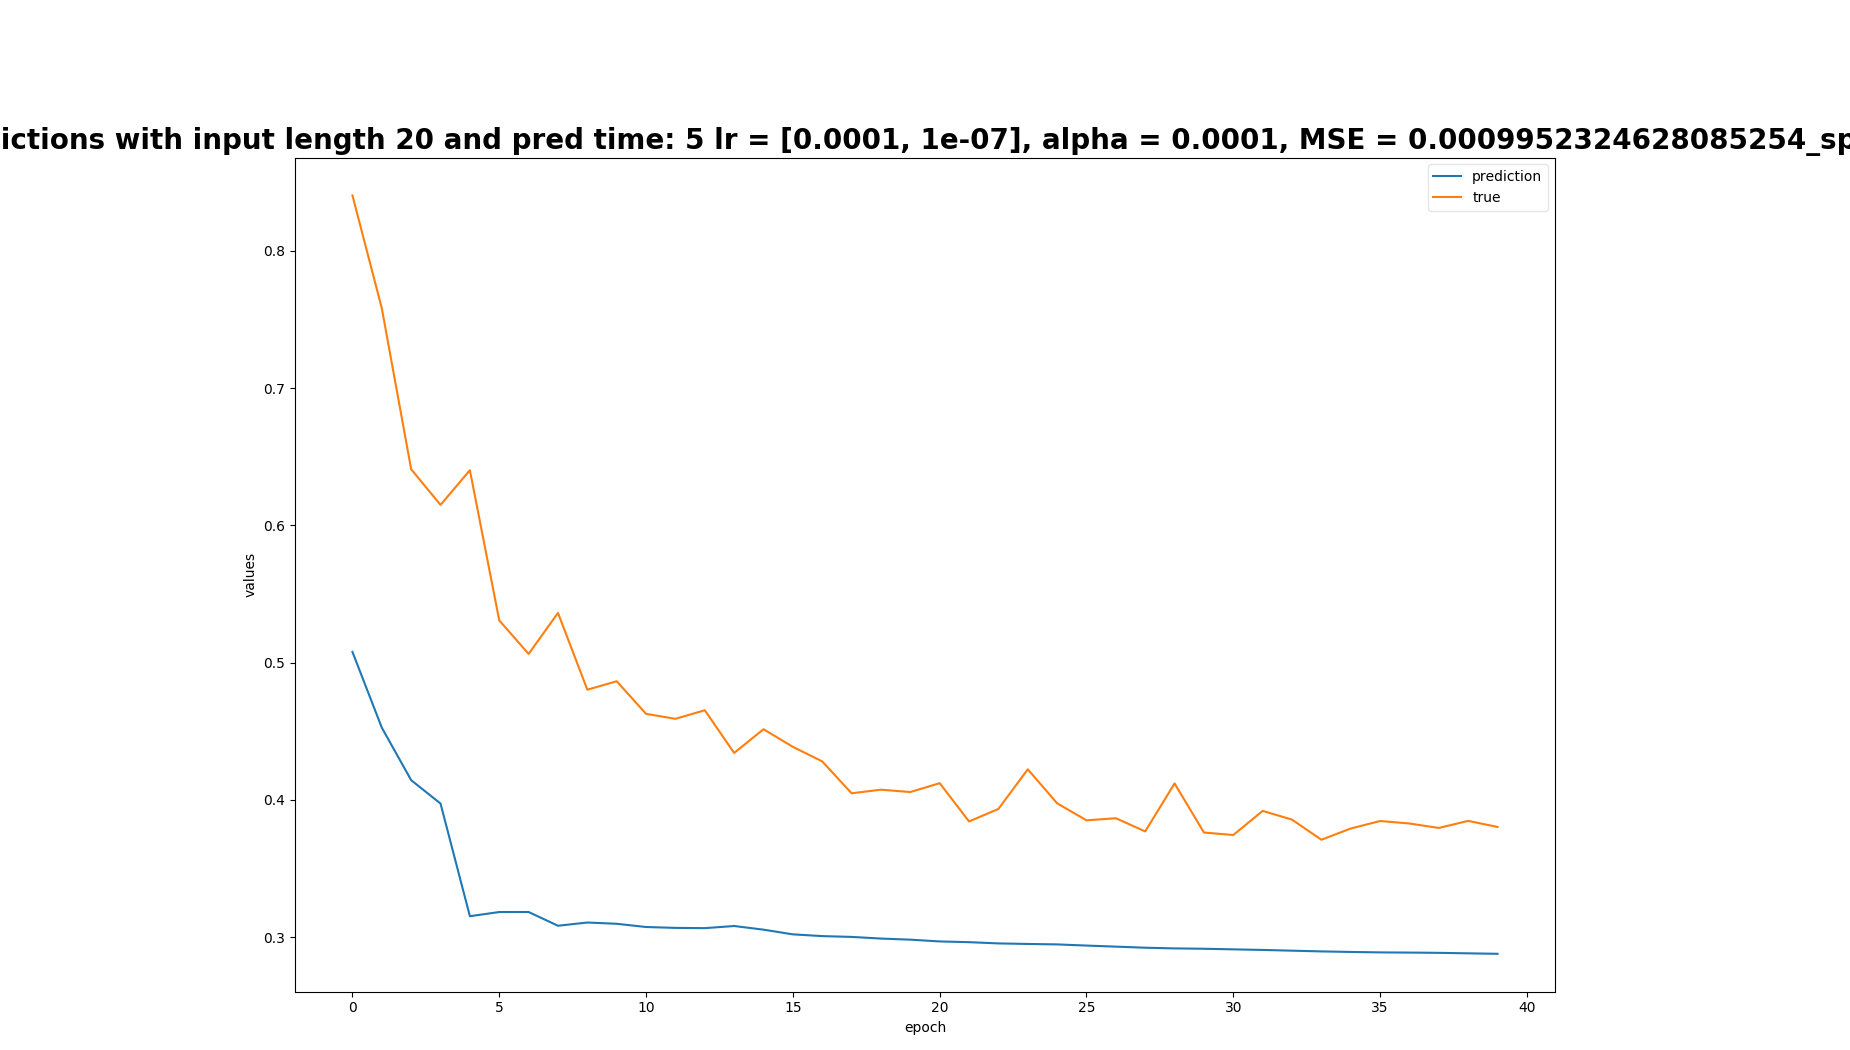 ictions with input length 20 and pred time: 5 lr = [0.0001, 1e-07], alpha = 0.0001, MSE = 0.0009952324628085254_sp
prediction
true
0.8
0.7
0.6
0.5
0.4
0.3
values
0 5 10 15 20 25 30 35 40
epoch